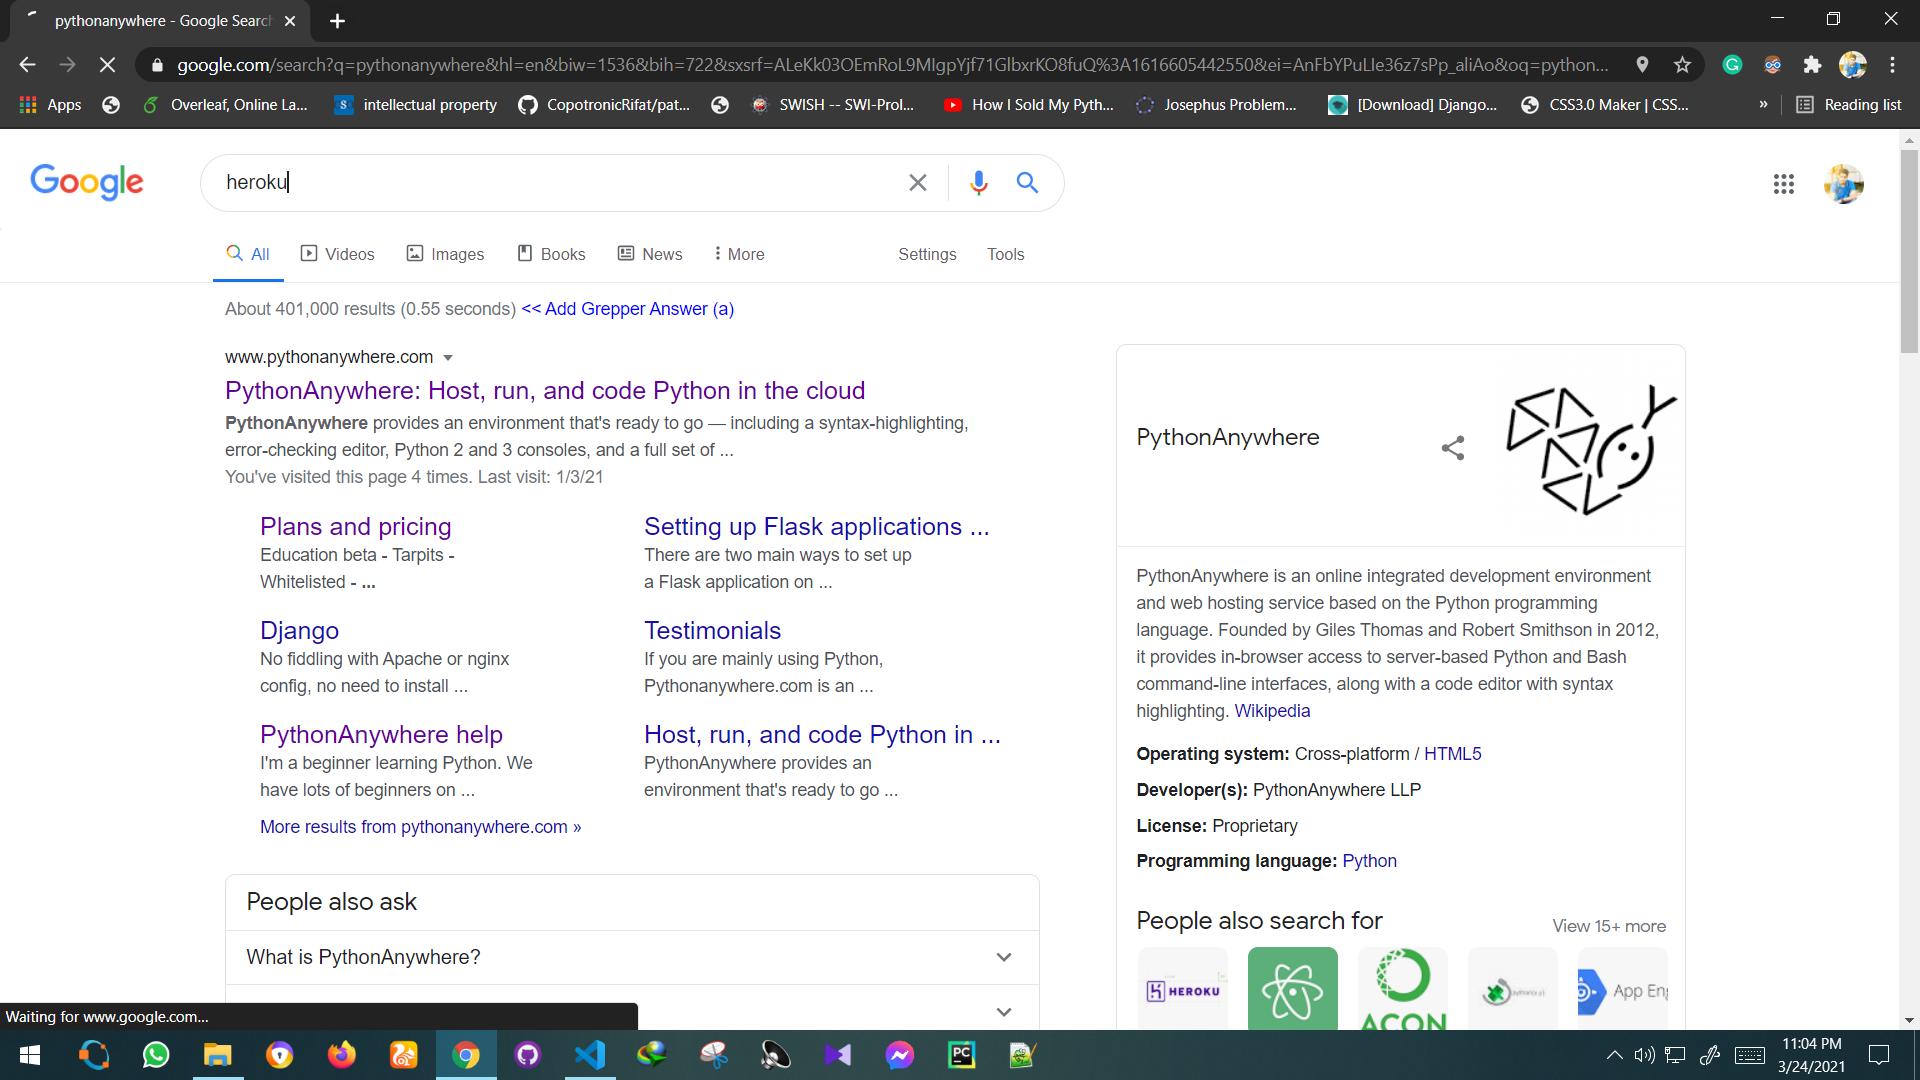 pythonanywhere - Google Search
google.com/search?q=pythonanywhere&hl=en&biw=1536&bih=722&sxsrf=ALeKk03OEmRoL9MIgpYjf71GlbxrKO8fuQ%3A1616605442550&ei=AnFbYPuLIe36z7sPp_aliAo&oq=python...
Apps
Overleaf, Online La...
intellectual property
CopotronicRifat/pat...
SWISH -- SWI-Prol...
How I Sold My Pyth...
Josephus Problem...
[Download] Django...
CSS3.0 Maker | CSS...
»
Reading list
Google
heroku
All
Videos
Images
Books
News
More
Settings
Tools
About 401,000 results (0.55 seconds) << Add Grepper Answer (a)
www.pythonanywhere.com
PythonAnywhere: Host, run, and code Python in the cloud
PythonAnywhere provides an environment that's ready to go — including a syntax-highlighting,
error-checking editor, Python 2 and 3 consoles, and a full set of ...
You've visited this page 4 times. Last visit: 1/3/21
Plans and pricing
Education beta - Tarpits -
Whitelisted - ...
Setting up Flask applications ...
There are two main ways to set up
a Flask application on ...
Django
No fiddling with Apache or nginx
config, no need to install ...
Testimonials
If you are mainly using Python,
Pythonanywhere.com is an ...
PythonAnywhere help
I'm a beginner learning Python. We
have lots of beginners on ...
Host, run, and code Python in ...
PythonAnywhere provides an
environment that's ready to go ...
More results from pythonanywhere.com »
People also ask
What is PythonAnywhere?
PythonAnywhere
PythonAnywhere is an online integrated development environment
and web hosting service based on the Python programming
language. Founded by Giles Thomas and Robert Smithson in 2012,
it provides in-browser access to server-based Python and Bash
command-line interfaces, along with a code editor with syntax
highlighting. Wikipedia
Operating system: Cross-platform / HTML5
Developer(s): PythonAnywhere LLP
License: Proprietary
Programming language: Python
People also search for
View 15+ more
HEROKU
ACON
App Eng
Waiting for www.google.com...
PC
11:04 PM
3/24/2021